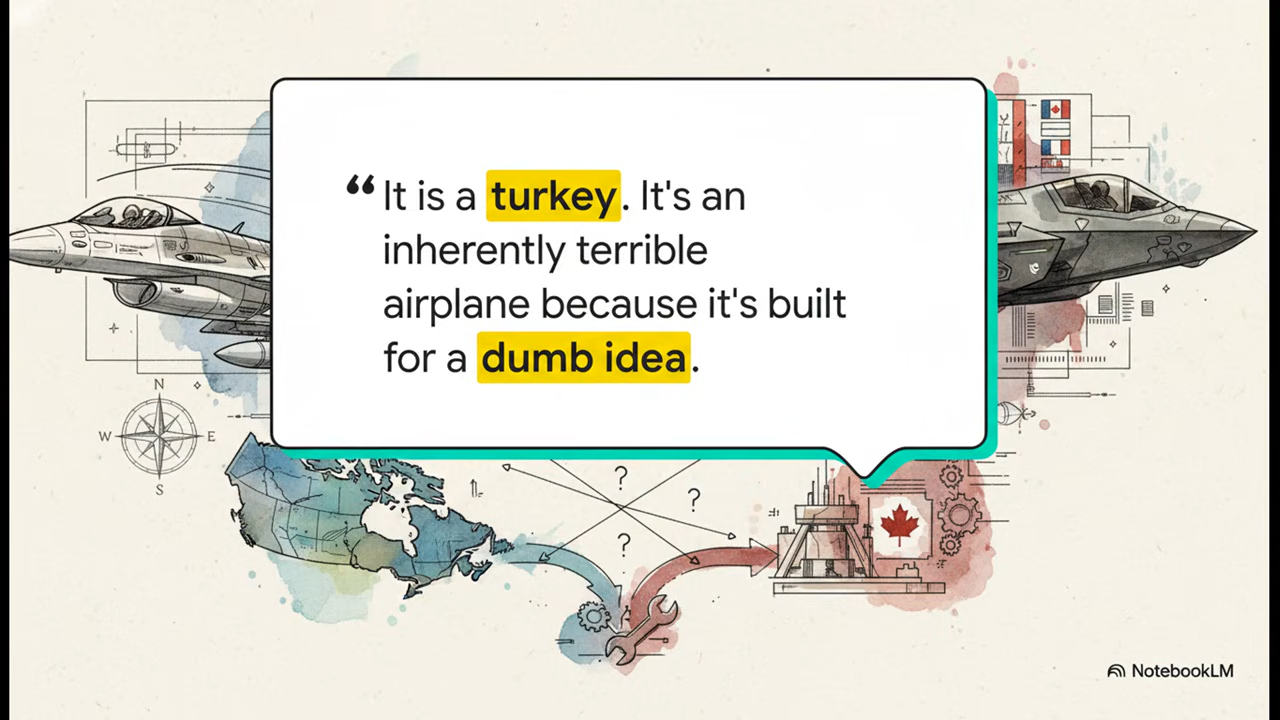 “It is a turkey. It's an
inherently terrible
airplane because it's built
for a dumb idea.
N
W E
S
?
?
?
NotebookLM